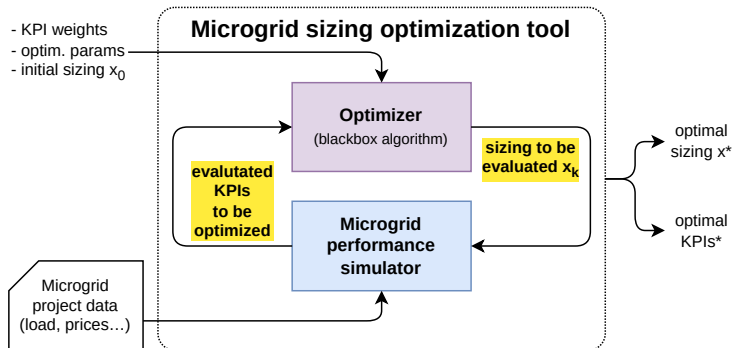 Microgrid sizing optimization tool
- KPI weights
- optim. params
- initial sizing x0
Optimizer
(blackbox algorithm)
sizing to be
evaluated xk
evalutated
KPIs
to be
optimized
Microgrid
performance
simulator
optimal
sizing x*
optimal
KPIs*
Microgrid
project data
(load, prices…)